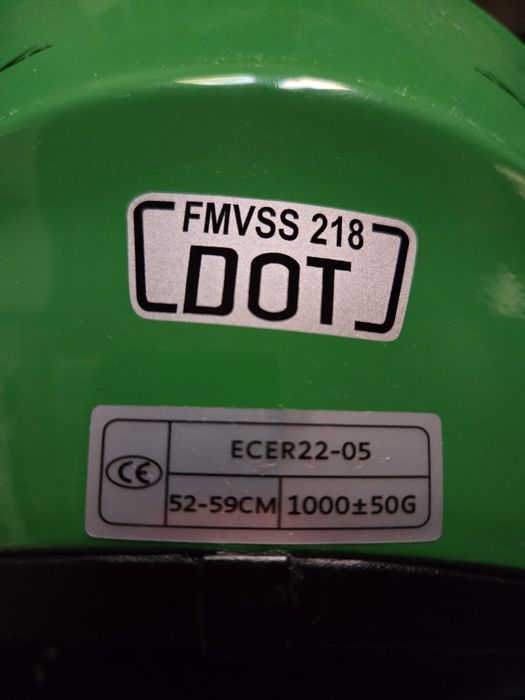 FMVSS 218
DOT
CE
ECER22-05
52-59CM
1000±50G